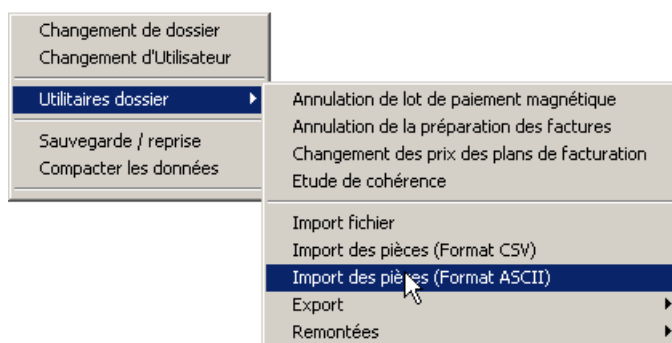 Changement de dossier
Changement d'Utilisateur
Utilitaires dossier
Sauvegarde / reprise
Compacter les données
Annulation de lot de paiement magnétique
Annulation de la préparation des factures
Changement des prix des plans de facturation
Etude de cohérence
Import fichier
Import des pièces (Format CSV)
Import des pièces (Format ASCII)
Export
Remontées